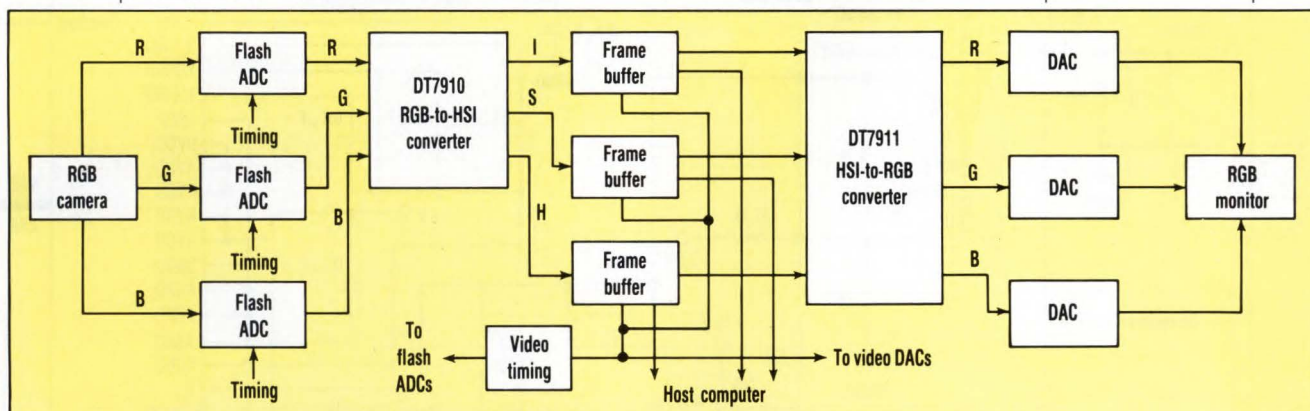 R
Flash
ADC
R
Timing
RGB
camera
G
Flash
ADC
G
Timing
B
Flash
ADC
B
Timing
DT7910
RGB-to-HSI
converter
I
S
H
Frame
buffer
Frame
buffer
Frame
buffer
To
flash
ADCs
Video
timing
Host computer
To video DACs
DT7911
HSI-to-RGB
converter
R
DAC
G
DAC
B
DAC
RGB
monitor